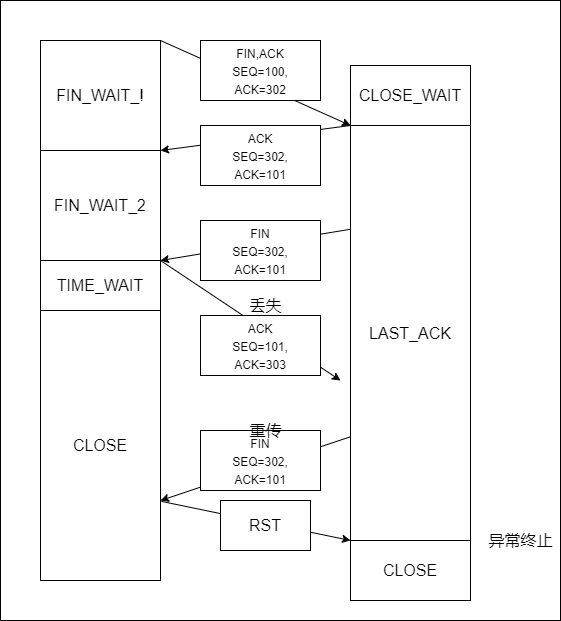 FIN,ACK
SEQ=100,
ACK=302
FIN_WAIT_!
CLOSE_WAIT
ACK
SEQ=302,
ACK=101
FIN_WAIT_2
FIN
SEQ=302,
ACK=101
TIME_WAIT
丢失
ACK
SEQ=101,
ACK=303
LAST_ACK
CLOSE
重传
FIN
SEQ=302,
ACK=101
RST
异常终止
CLOSE